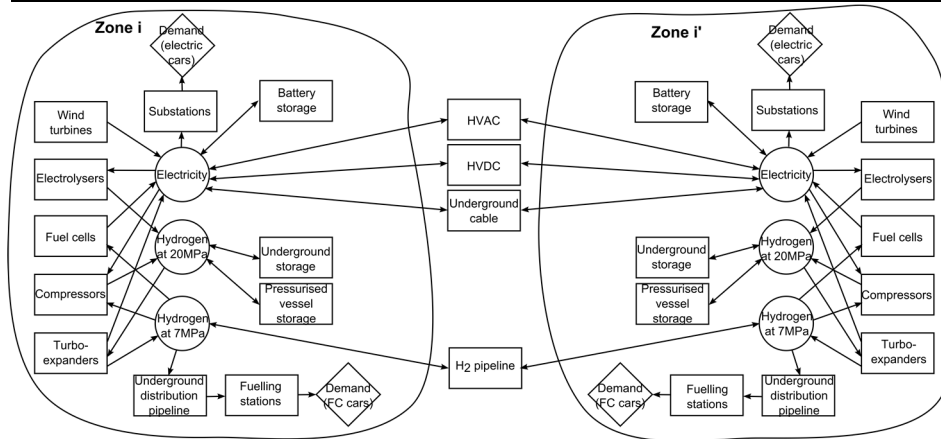 Zone i
Demand
(electric
cars)
Substations
Battery
storage
Wind
turbines
Electrolysers
Electricity
Fuel cells
Hydrogen
at 20MPa
Underground
storage
Compressors
Pressurised
vessel
storage
Hydrogen
at 7MPa
Turbo-
expanders
Underground
distribution
pipeline
Fuelling
stations
Demand
(FC cars)
HVAC
HVDC
Underground
cable
H2 pipeline
Zone i'
Demand
(electric
cars)
Battery
storage
Substations
Wind
turbines
Electricity
Electrolysers
Fuel cells
Underground
storage
Hydrogen
at 20MPa
Pressurised
vessel
storage
Compressors
Hydrogen
at 7MPa
Turbo-
expanders
Demand
(FC cars)
Fuelling
stations
Underground
distribution
pipeline